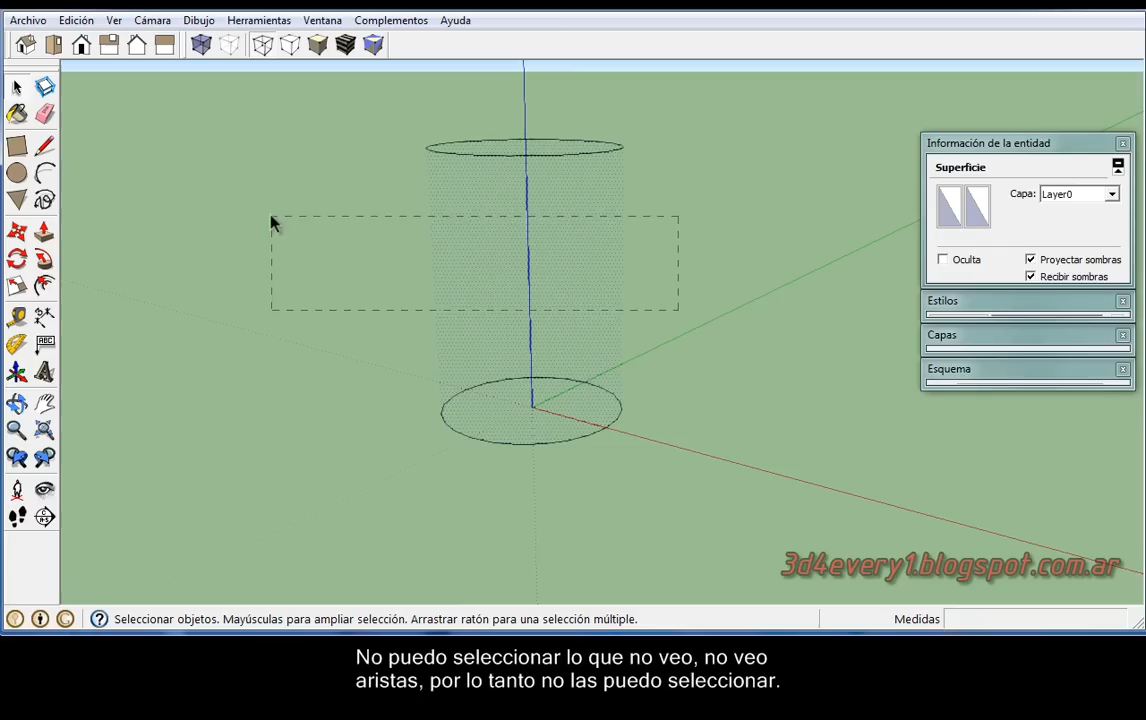 Archivo Edición Ver Cámara Dibujo Herramientas Ventana Complementos Ayuda
Información de la entidad
Superficie
Capa: Layer0
Oculta Proyectar sombras
Recibir sombras
Estilos
Capas
Esquema
ABC
3d4every1.blogspot.com.ar
Seleccionar objetos. Mayúsculas para ampliar selección. Arrastrar ratón para una selección múltiple. Medidas
No puedo seleccionar lo que no veo, no veo
aristas, por lo tanto no las puedo seleccionar.